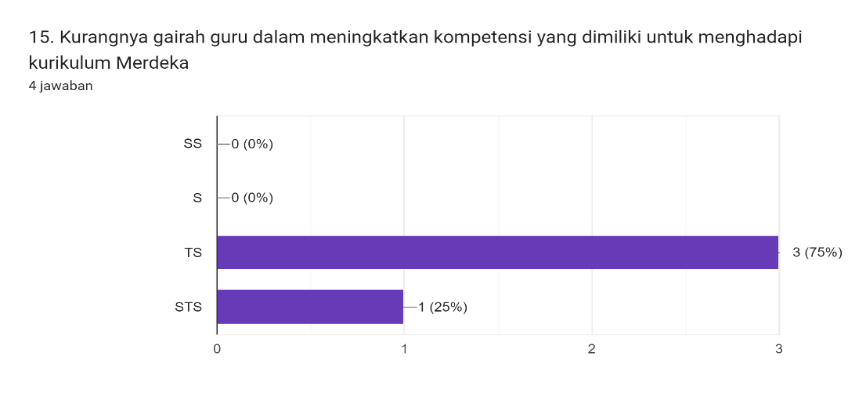 15. Kurangnya gairah guru dalam meningkatkan kompetensi yang dimiliki untuk menghadapi
kurikulum Merdeka
4 jawaban
SS 0 (0%)
S 0 (0%)
TS 3 (75%)
STS 1 (25%)
0 1 2 3